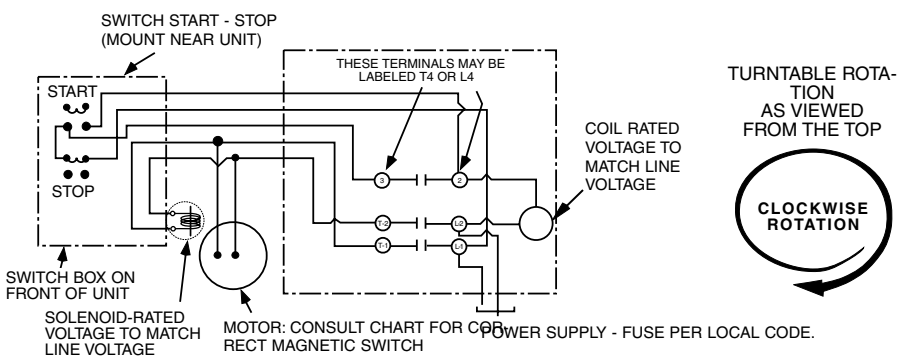 SWITCH START - STOP
(MOUNT NEAR UNIT)
THESE TERMINALS MAY BE
LABELED T4 OR L4
START
STOP
3
2
T-2
L-2
T-1
L-1
COIL RATED
VOLTAGE TO
MATCH LINE
VOLTAGE
TURNTABLE ROTA-
TION
AS VIEWED
FROM THE TOP
CLOCKWISE
ROTATION
SWITCH BOX ON
FRONT OF UNIT
SOLENOID-RATED
VOLTAGE TO MATCH
LINE VOLTAGE
MOTOR: CONSULT CHART FOR COR-
RECT MAGNETIC SWITCH
POWER SUPPLY - FUSE PER LOCAL CODE.